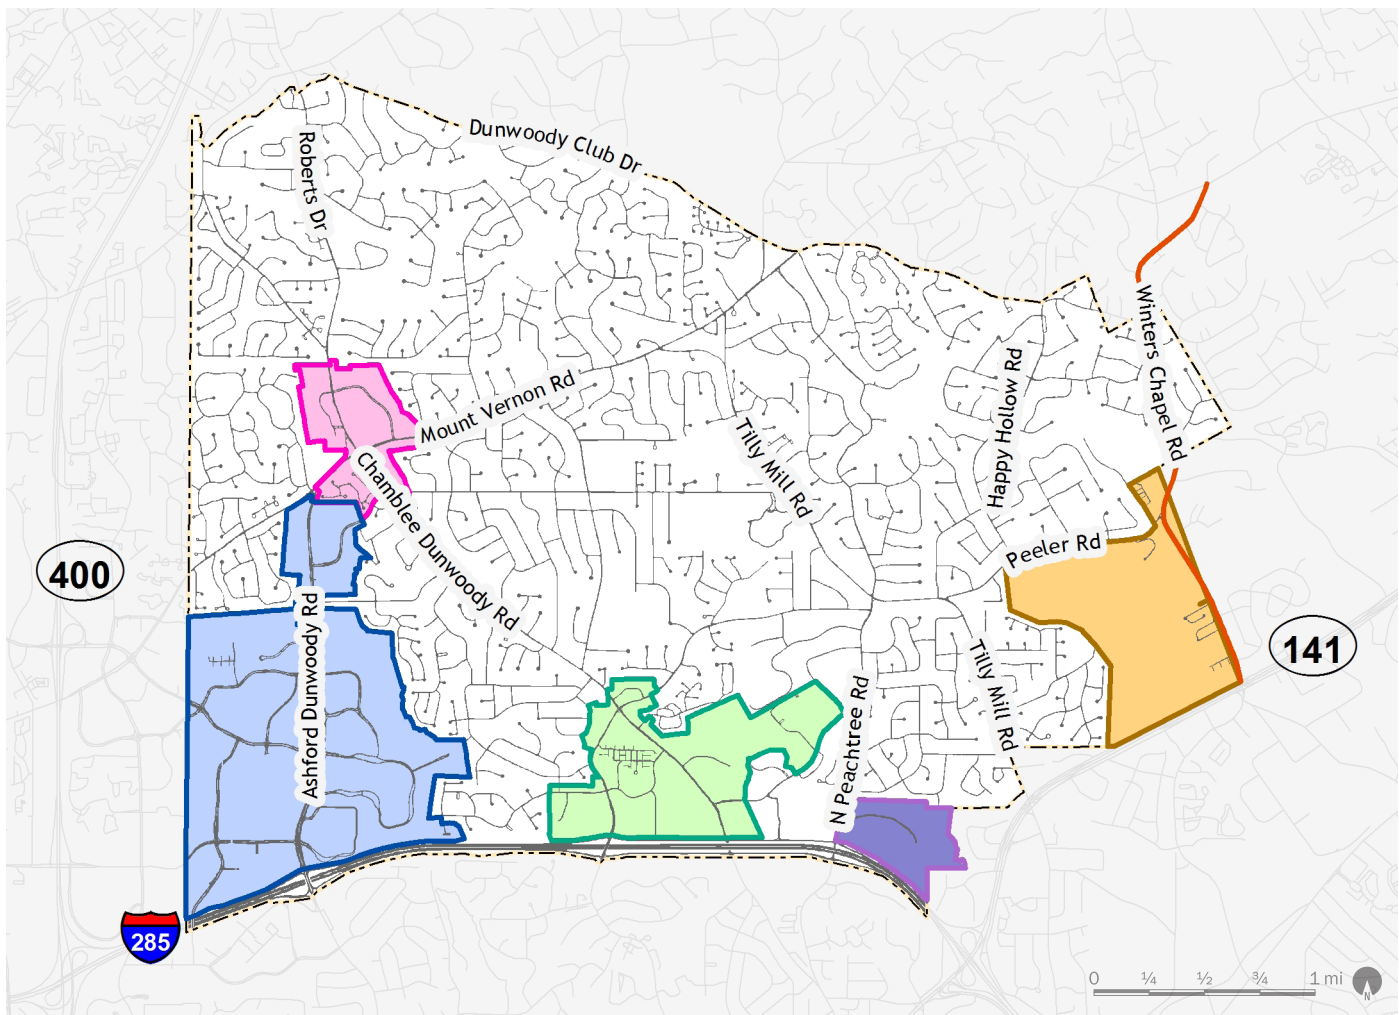 Dunwoody Club Dr
Roberts Dr
Winters Chapel Rd
Happy Hollow Rd
Mount Vernon Rd
Tilly Mill Rd
Chamblee Dunwoody Rd
Peeler Rd
400
Ashford Dunwoody Rd
141
Tilly Mill Rd
N Peachtree Rd
285
0 ¼ ½ ¾ 1 mi
N